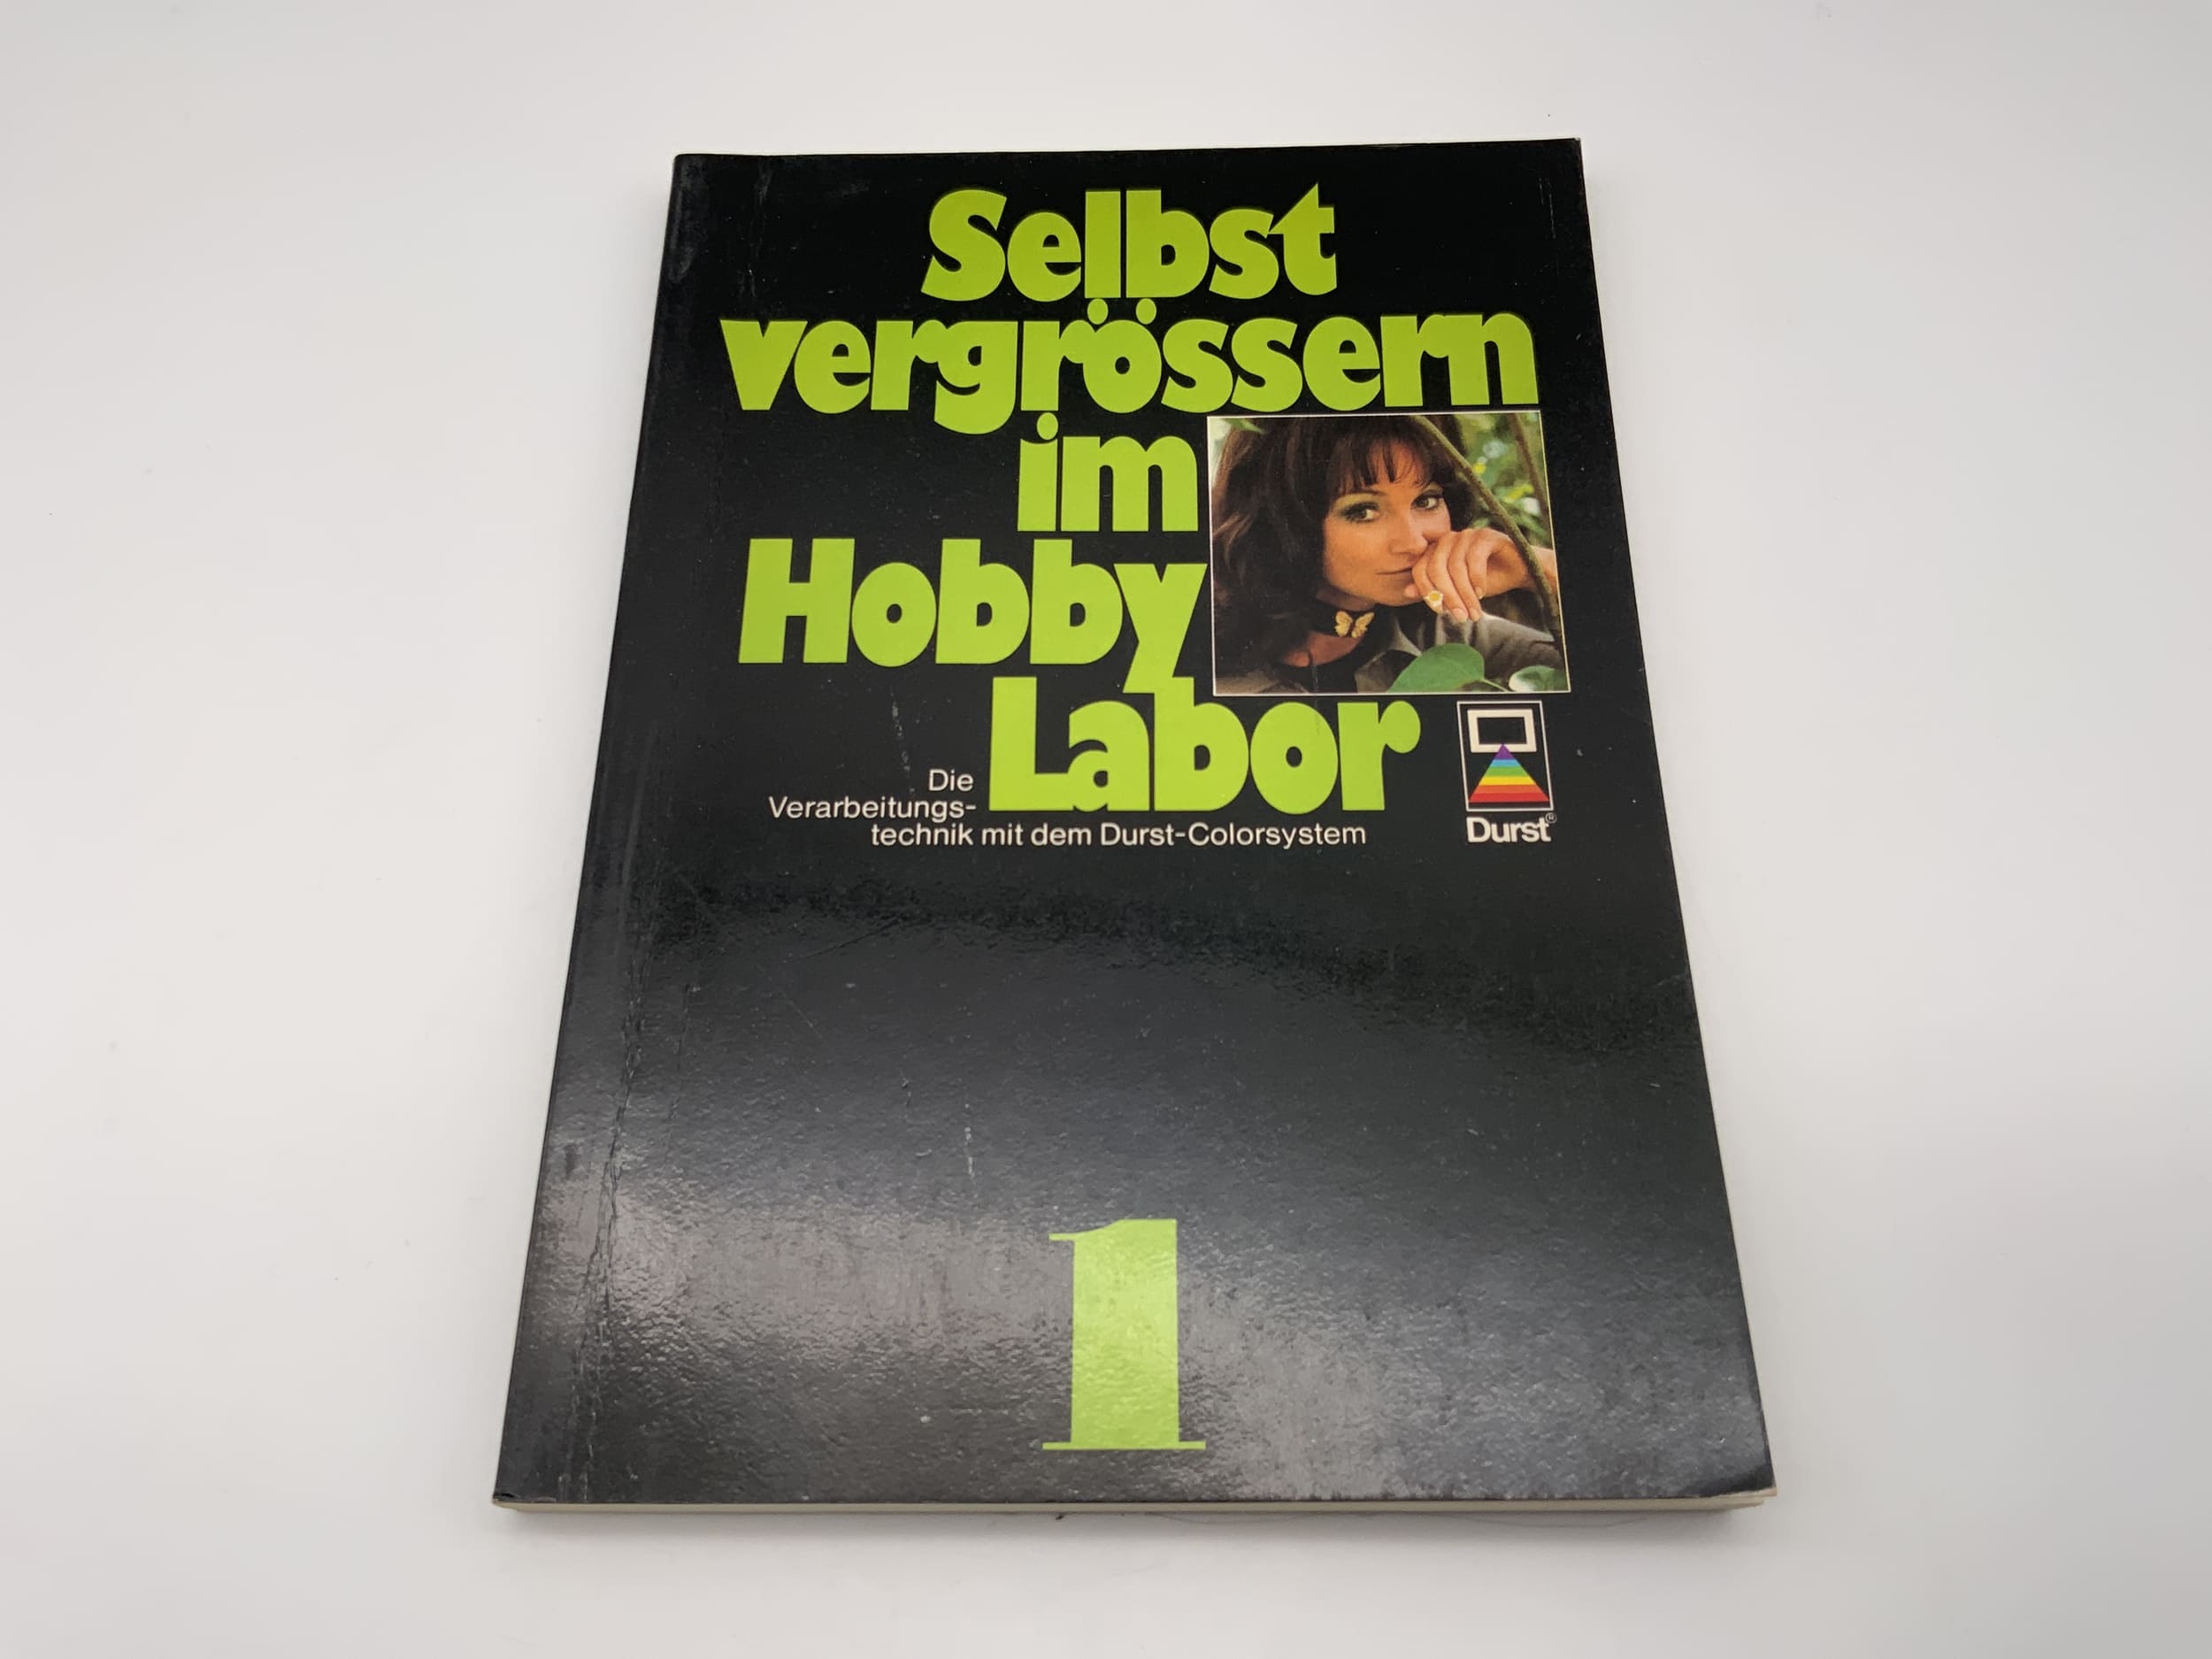 Selbst
vergrössern
im
Hobby
Labor
Die
Verarbeitungs-
technik mit dem Durst-Colorsystem
Durst®
1